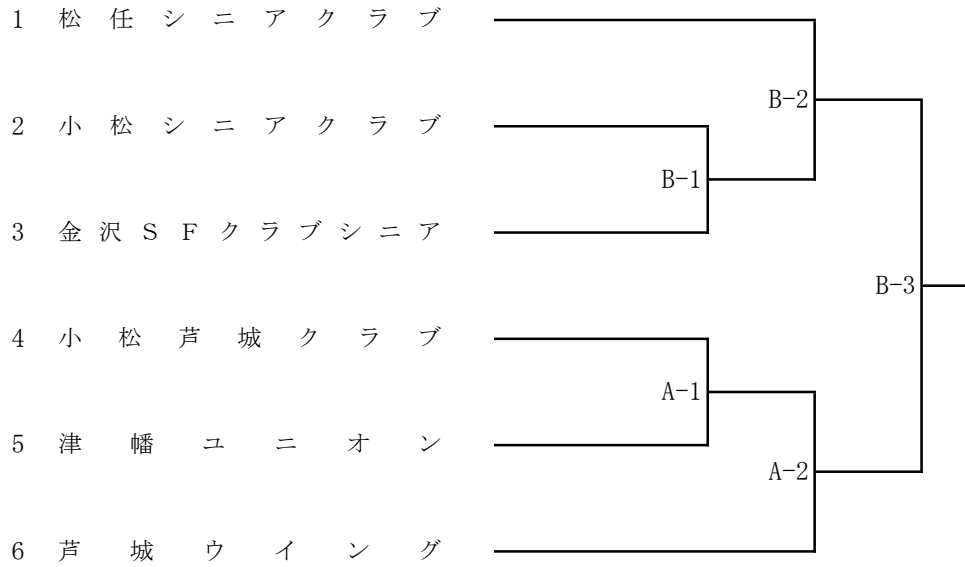 1 松任シニアクラブ
B-2
2 小松シニアクラブ
B-1
3 金沢ＳＦクラブシニア
B-3
4 小松芦城クラブ
A-1
5 津幡ユニオン
A-2
6 芦城ウイング